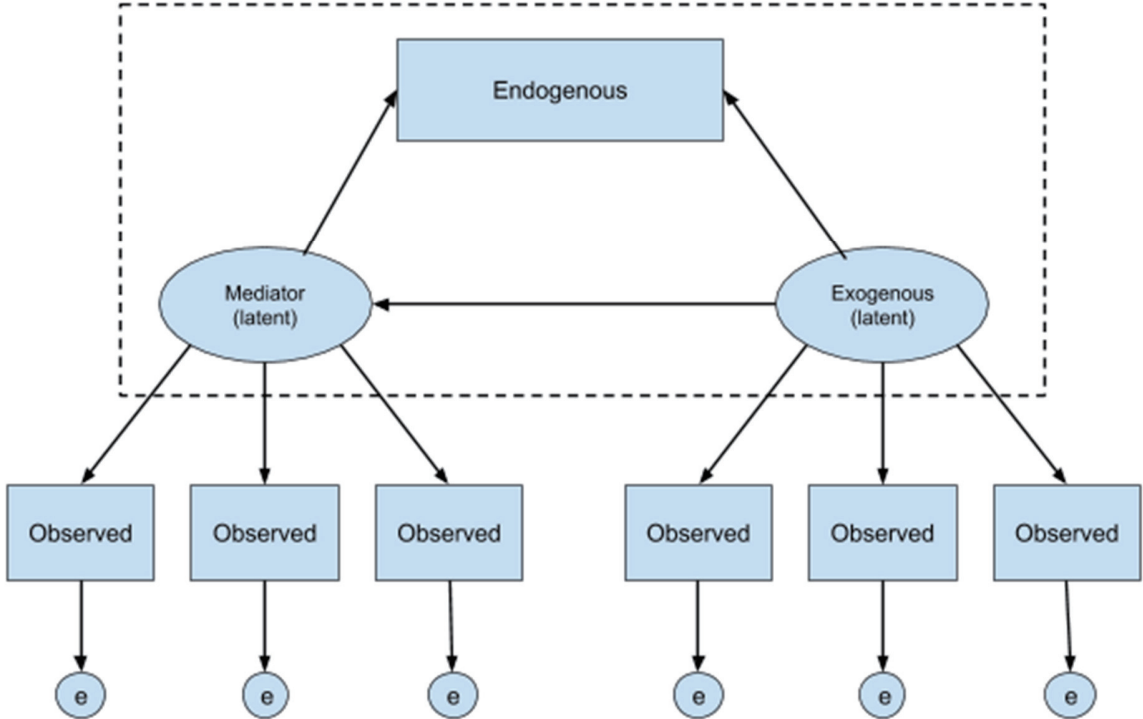 Endogenous
Mediator
(latent)
Exogenous
(latent)
Observed
Observed
Observed
Observed
Observed
Observed
e
e
e
e
e
e